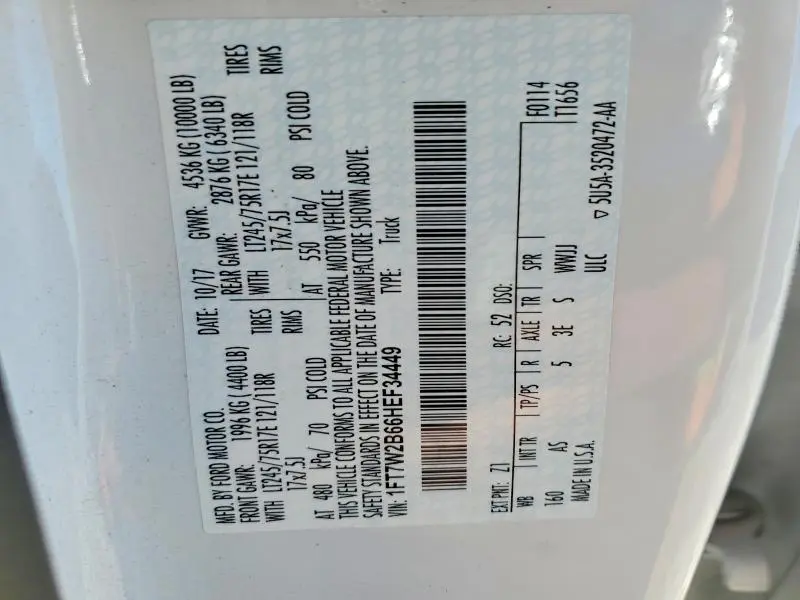 MFD. BY FORD MOTOR CO. DATE: 10/17 GVWR: 4536 KG (10000 LB)
FRONT GAWR: 1996 KG ( 4400 LB) REAR GAWR: 2876 KG ( 6340 LB)
WITH LT245/75R17E 121/118R TIRES WITH LT245/75R17E 121/118R TIRES
17x7.5J RIMS 17x7.5J RIMS
AT 480 kPa/ 70 PSI COLD AT 550 kPa/ 80 PSI COLD
THIS VEHICLE CONFORMS TO ALL APPLICABLE FEDERAL MOTOR VEHICLE
SAFETY STANDARDS IN EFFECT ON THE DATE OF MANUFACTURE SHOWN ABOVE.
VIN: 1FT7W2B66HEF34449 TYPE: Truck
EXT PNT: Z1 RC: 52 DSO: F0114
WB INT TR TP/PS R AXLE TR SPR T1656
160 AS 5 3E S WWJJ
MADE IN U.S.A. ULC ▽ 5U5A-3520472-AA